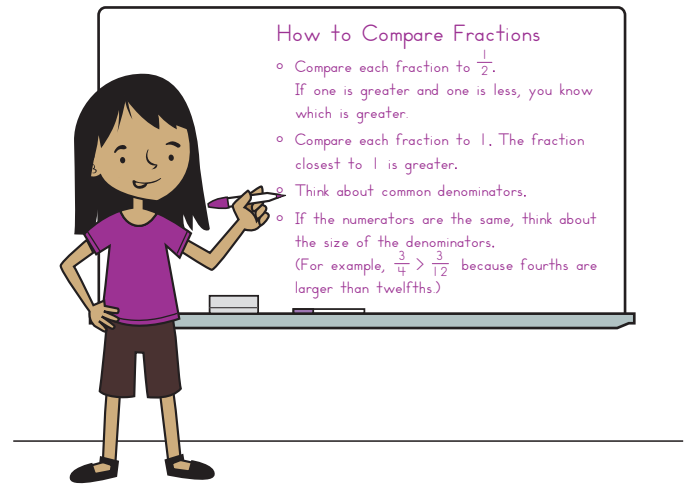 How to Compare Fractions
○ Compare each fraction to 1/2.
If one is greater and one is less, you know
which is greater.
○ Compare each fraction to 1. The fraction
closest to 1 is greater.
○ Think about common denominators.
○ If the numerators are the same, think about
the size of the denominators.
(For example, 3/4 > 3/12 because fourths are
larger than twelfths.)